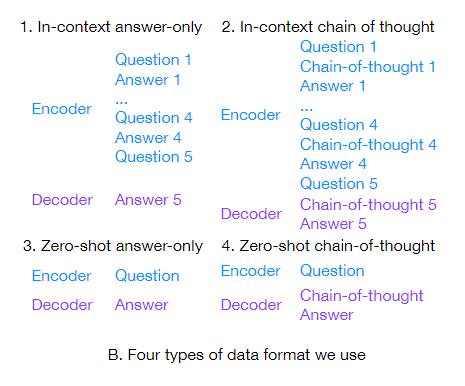 1. In-context answer-only
Question 1
Answer 1
...
Encoder
Question 4
Answer 4
Question 5
Decoder Answer 5
2. In-context chain of thought
Question 1
Chain-of-thought 1
Answer 1
...
Encoder
Question 4
Chain-of-thought 4
Answer 4
Question 5
Decoder
Chain-of-thought 5
Answer 5
3. Zero-shot answer-only
Encoder Question
Decoder Answer
4. Zero-shot chain-of-thought
Encoder Question
Decoder
Chain-of-thought
Answer
B. Four types of data format we use